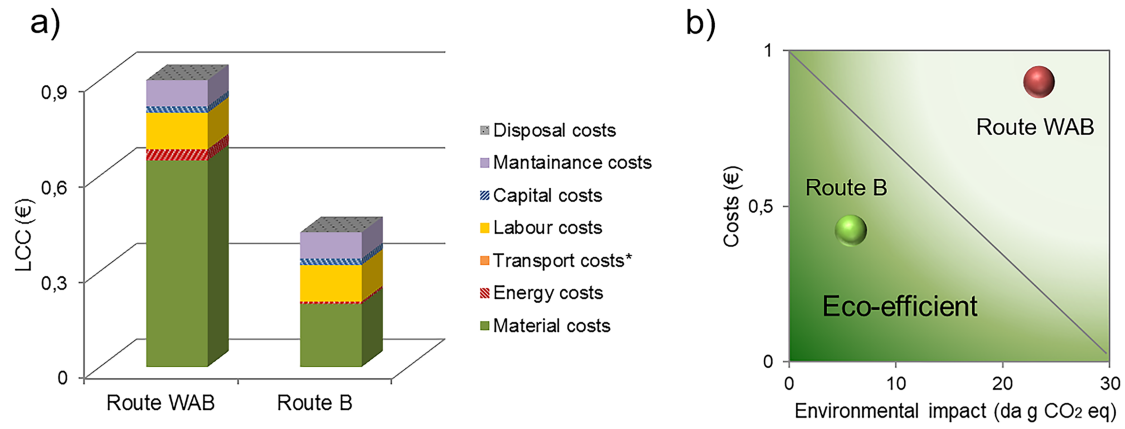 a)
LCC (€)
0,9
0,6
0,3
0
Route WAB
Route B
Disposal costs
Mantainance costs
Capital costs
Labour costs
Transport costs*
Energy costs
Material costs
b)
Costs (€)
1
0,5
0
Route WAB
Route B
Eco-efficient
0
10
20
30
Environmental impact (da g CO₂ eq)